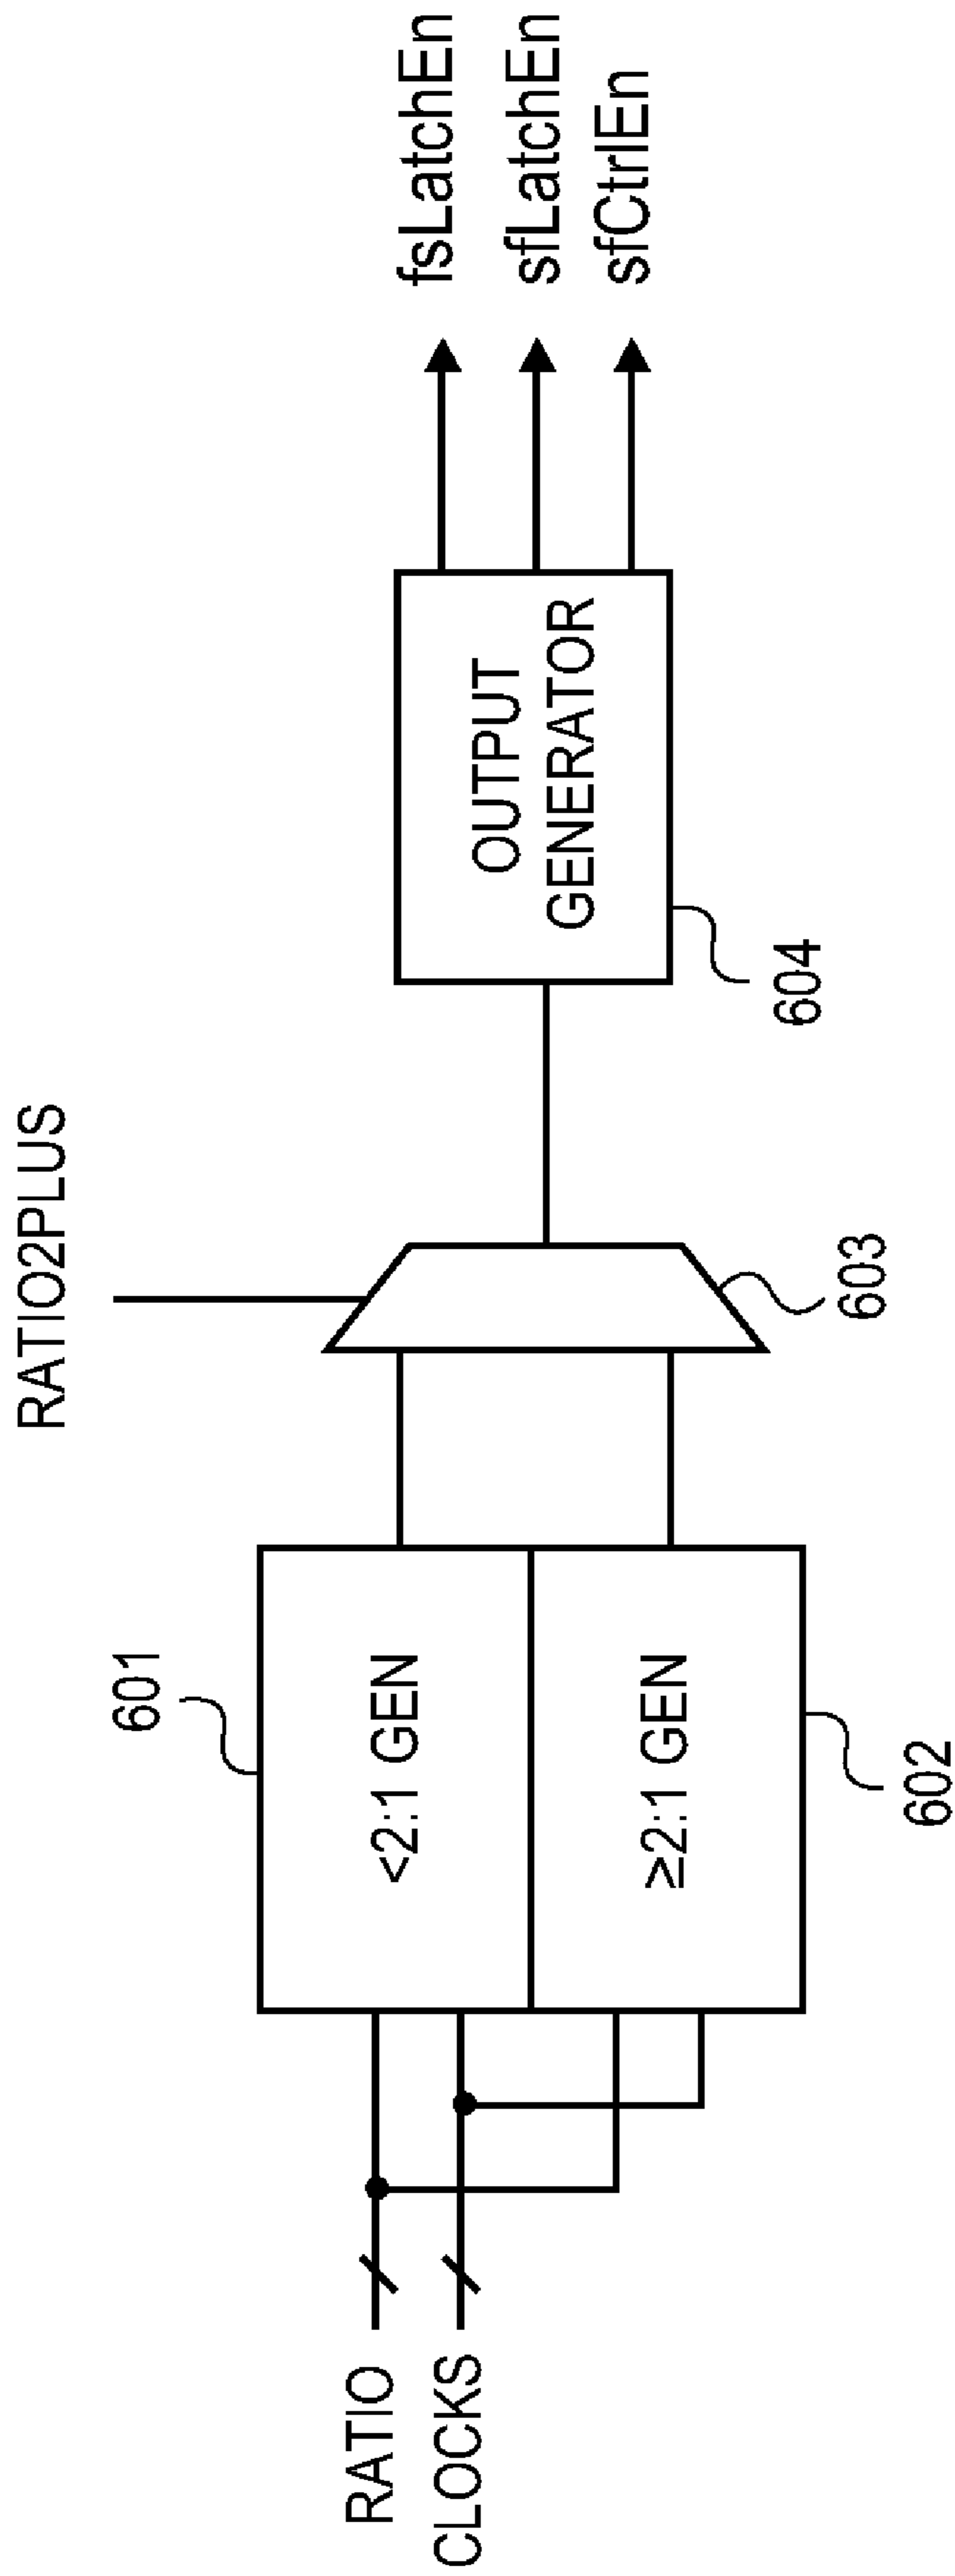 RATIO
CLOCKS
601
<2:1 GEN
≥2:1 GEN
602
RATIO2PLUS
603
OUTPUT
GENERATOR
604
fsLatchEn
sfLatchEn
sfCtrlEn